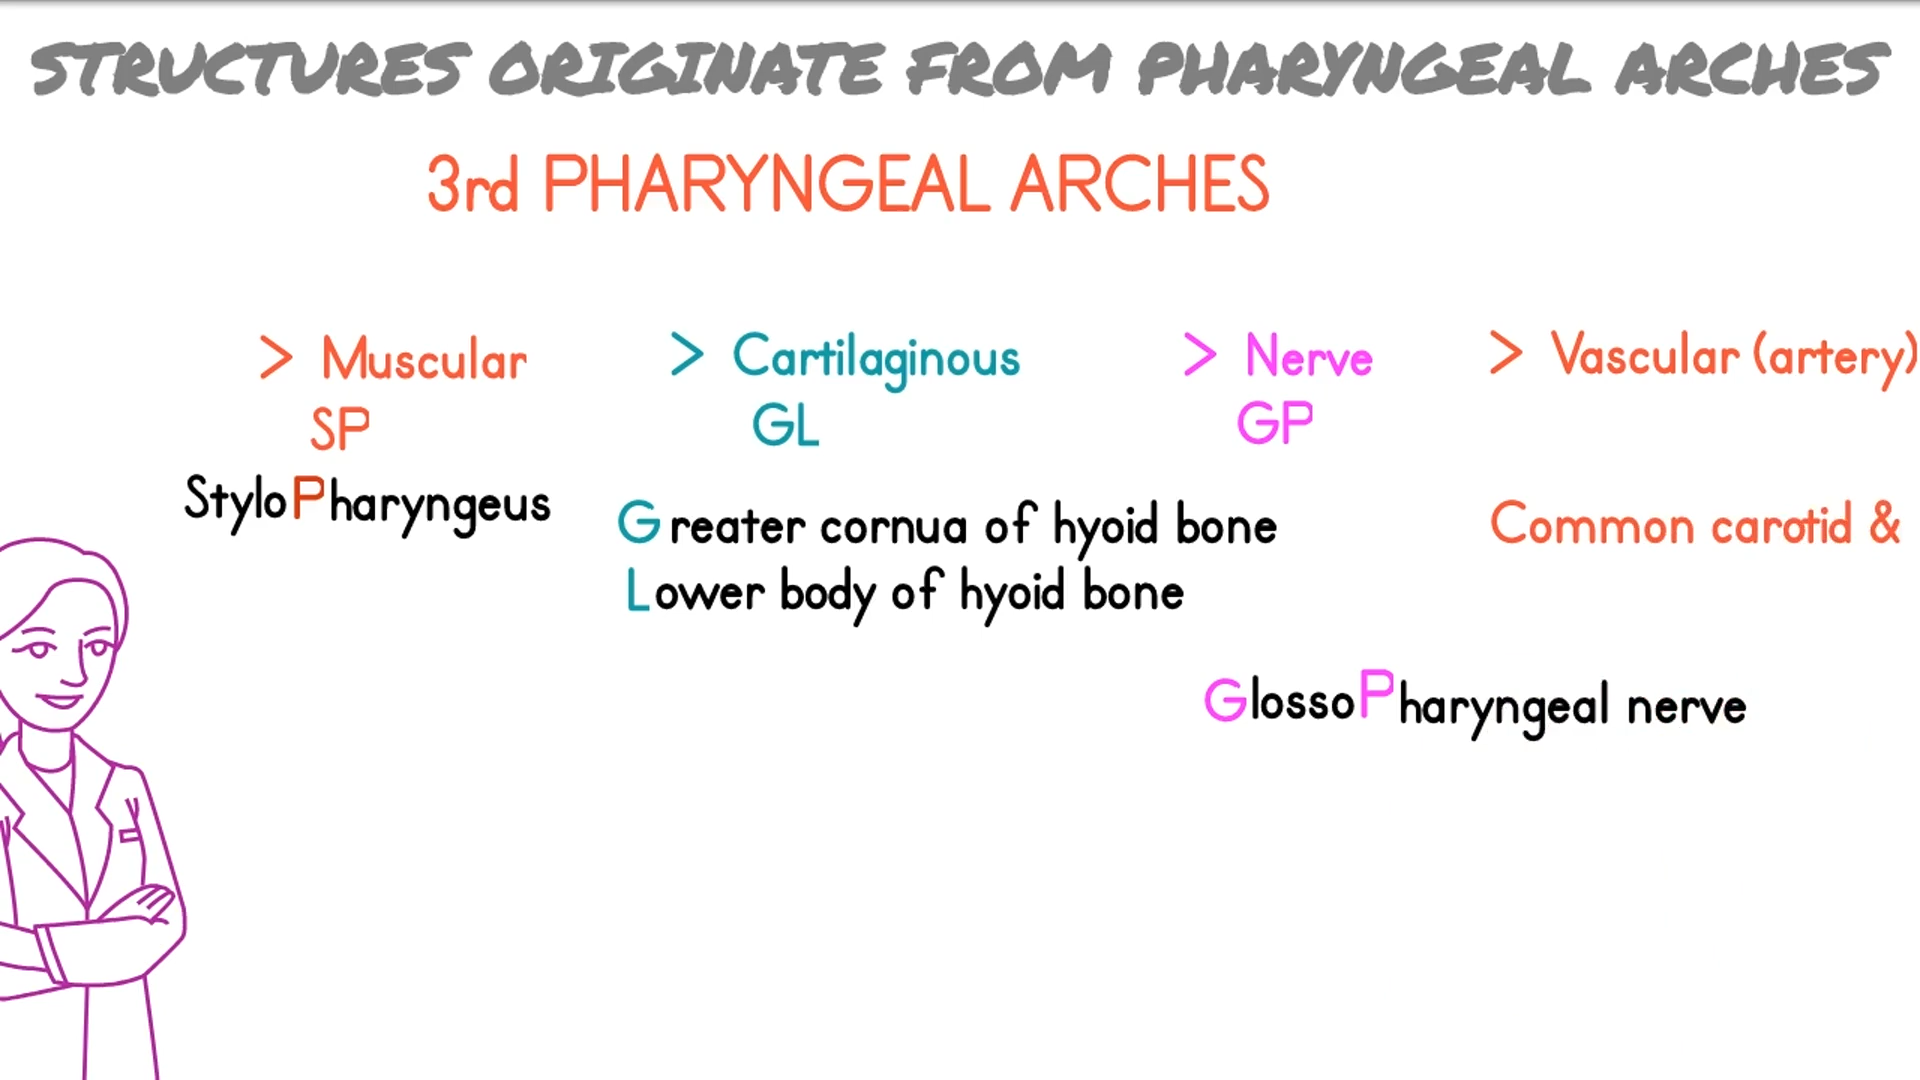 STRUCTURES ORIGINATE FROM PHARYNGEAL ARCHES
3rd PHARYNGEAL ARCHES
> Muscular
SP
StyloPharyngeus
> Cartilaginous
GL
Greater cornua of hyoid bone
Lower body of hyoid bone
> Nerve
GP
GlossoPharyngeal nerve
> Vascular (artery)
Common carotid &